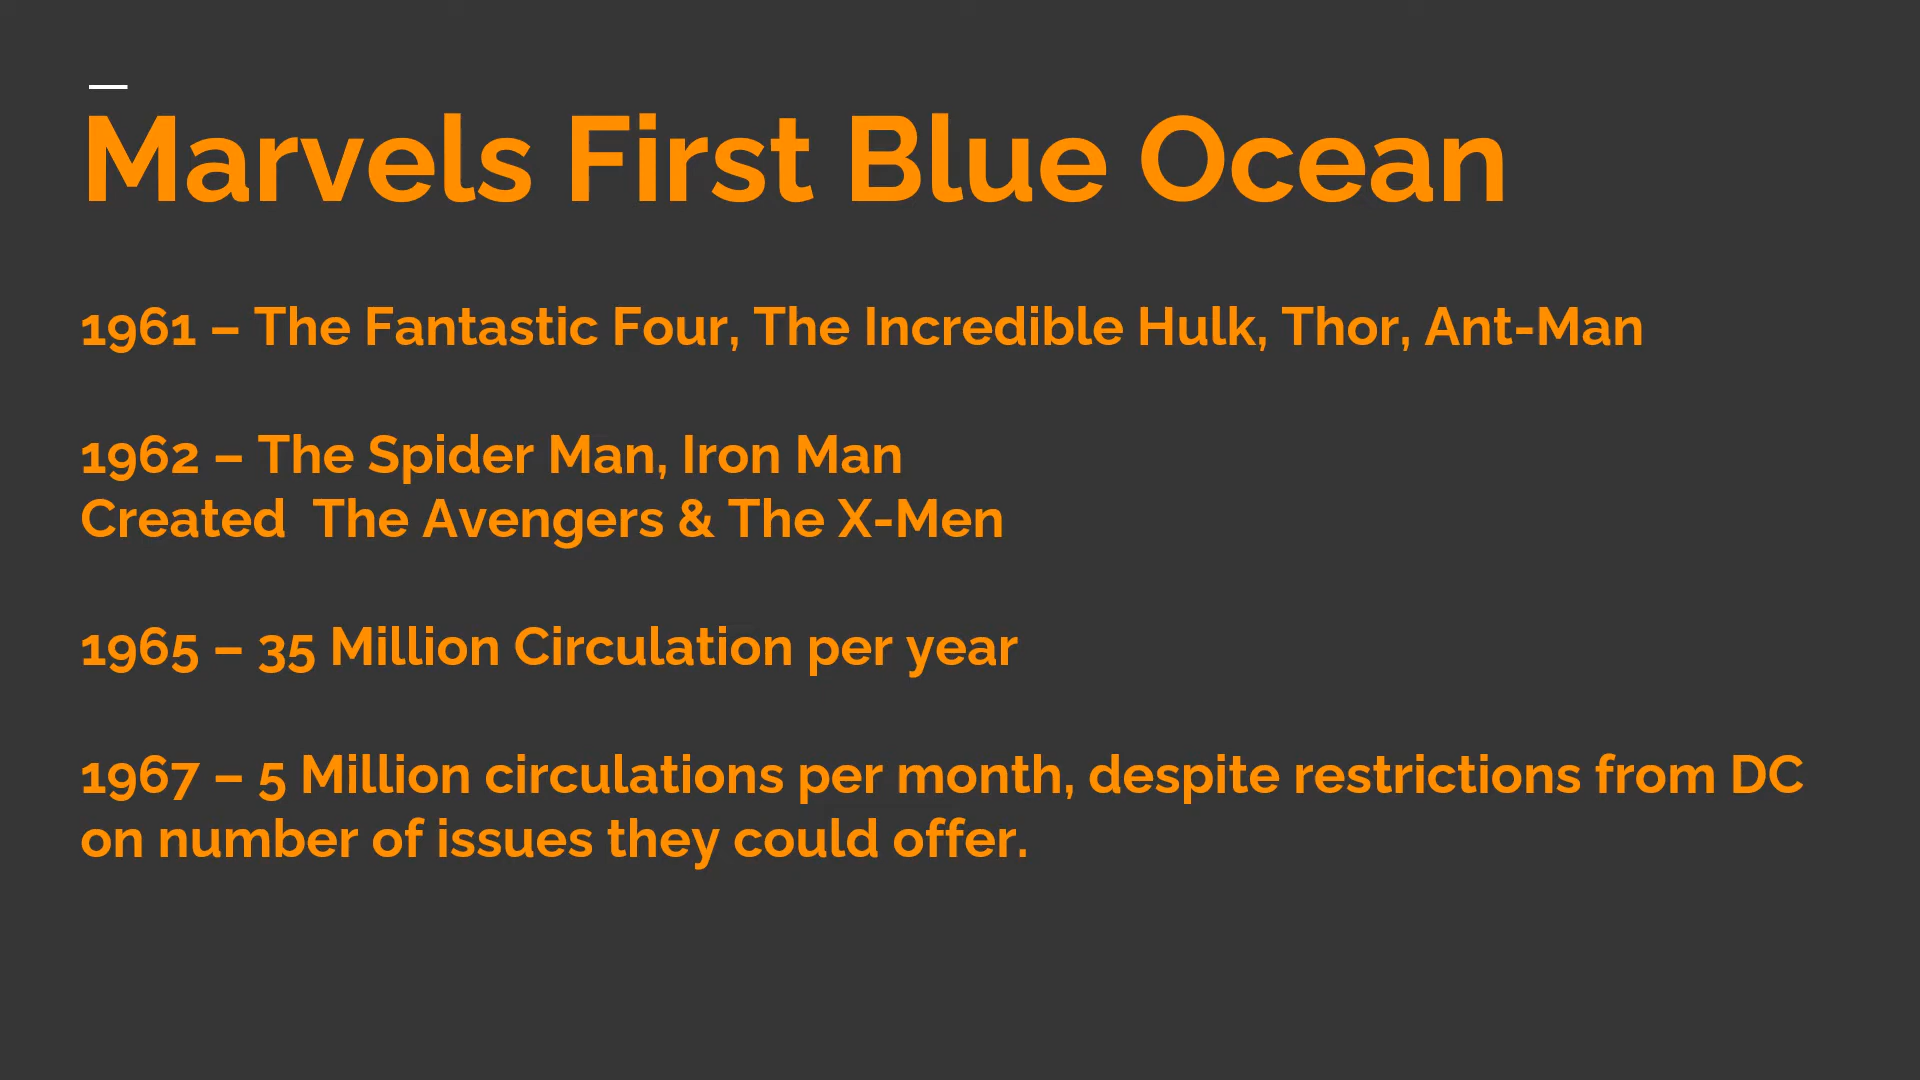 Marvels First Blue Ocean
1961 – The Fantastic Four, The Incredible Hulk, Thor, Ant-Man
1962 – The Spider Man, Iron Man
Created  The Avengers & The X-Men
1965 – 35 Million Circulation per year
1967 – 5 Million circulations per month, despite restrictions from DC
on number of issues they could offer.